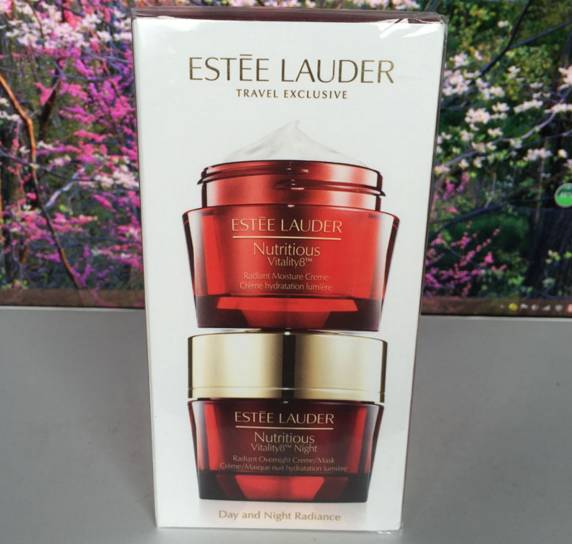 ESTĒE LAUDER
TRAVEL EXCLUSIVE
ESTĒE LAUDER
Nutritious
Vitality8™
Radiant Moisture Creme
Crème hydratation lumière
ESTĒE LAUDER
Nutritious
Vitality8™ Night
Radiant Overnight Creme/Mask
Crème/Masque nuit hydratation lumière
Day and Night Radiance